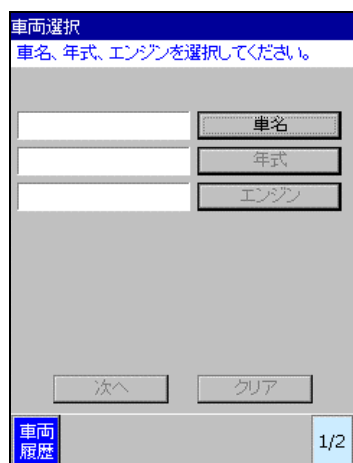 車両選択
車名、年式、エンジンを選択してください。
車名
年式
エンジン
次へ
クリア
車両
履歴
1/2